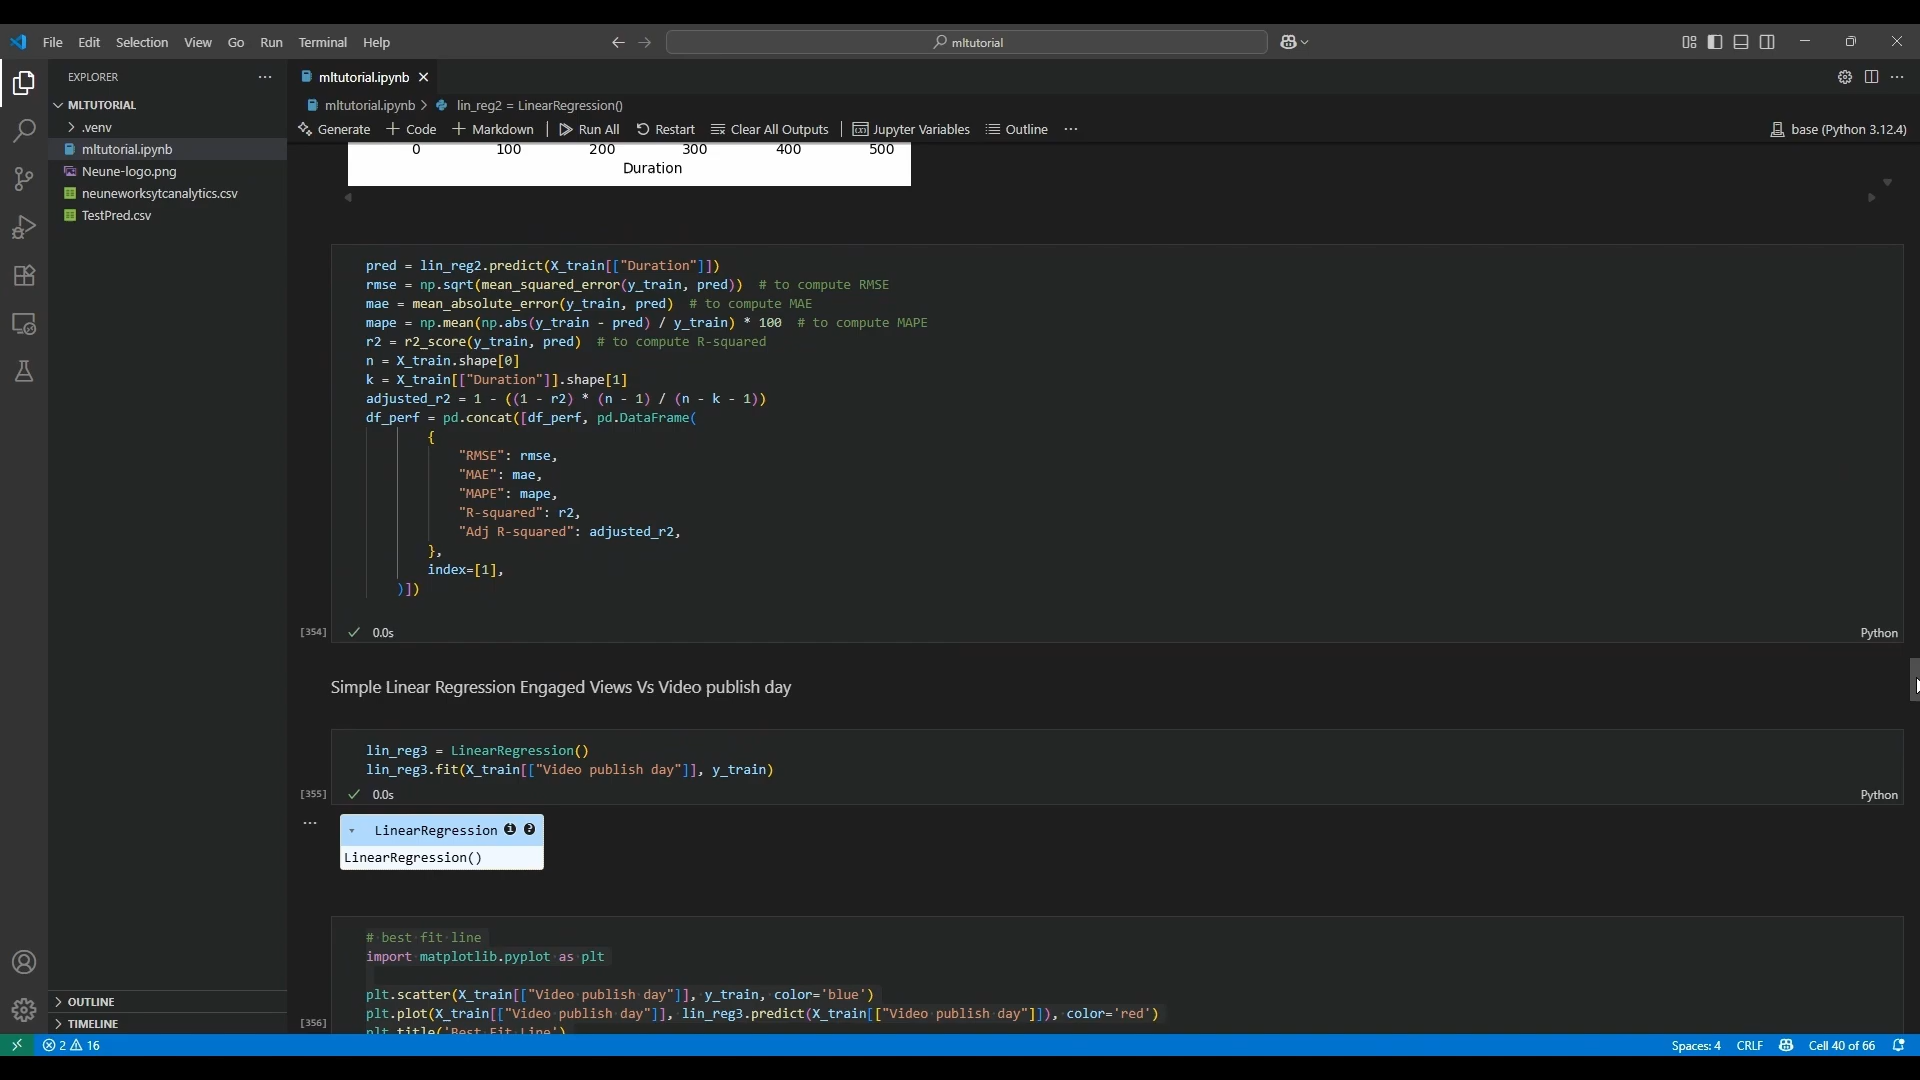 File Edit Selection View Go Run Terminal Help
mltutorial
EXPLORER
MLTUTORIAL
.venv
mltutorial.ipynb
Neune-logo.png
neuneworksytcanalytics.csv
TestPred.csv
OUTLINE
TIMELINE
mltutorial.ipynb
mltutorial.ipynb > lin_reg2 = LinearRegression()
Generate + Code + Markdown | Run All Restart Clear All Outputs | Jupyter Variables Outline ...
base (Python 3.12.4)
0 100 200 300 400 500
Duration
pred = lin_reg2.predict(X_train[["Duration"]])
rmse = np.sqrt(mean_squared_error(y_train, pred))  # to compute RMSE
mae = mean_absolute_error(y_train, pred)  # to compute MAE
mape = np.mean(np.abs(y_train - pred) / y_train) * 100  # to compute MAPE
r2 = r2_score(y_train, pred)  # to compute R-squared
n = X_train.shape[0]
k = X_train[["Duration"]].shape[1]
adjusted_r2 = 1 - ((1 - r2) * (n - 1) / (n - k - 1))
df_perf = pd.concat([df_perf, pd.DataFrame(
{
"RMSE": rmse,
"MAE": mae,
"MAPE": mape,
"R-squared": r2,
"Adj R-squared": adjusted_r2,
},
index=[1],
)])
[354] 0.0s Python
Simple Linear Regression Engaged Views Vs Video publish day
lin_reg3 = LinearRegression()
lin_reg3.fit(X_train[["Video publish day"]], y_train)
[355] 0.0s Python
LinearRegression i ?
LinearRegression()
# best fit line
import matplotlib.pyplot as plt
plt.scatter(X_train[["Video publish day"]], y_train, color='blue')
plt.plot(X_train[["Video publish day"]], lin_reg3.predict(X_train[["Video publish day"]]), color='red')
[356]
plt.title('Best Fit Line')
2 16
Spaces: 4 CRLF Cell 40 of 66